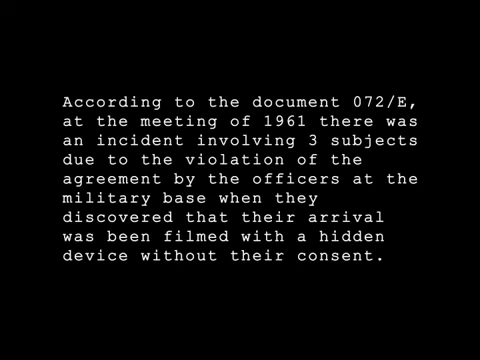 According to the document 072/E,
at the meeting of 1961 there was
an incident involving 3 subjects
due to the violation of the
agreement by the officers at the
military base when they
discovered that their arrival
was been filmed with a hidden
device without their consent.